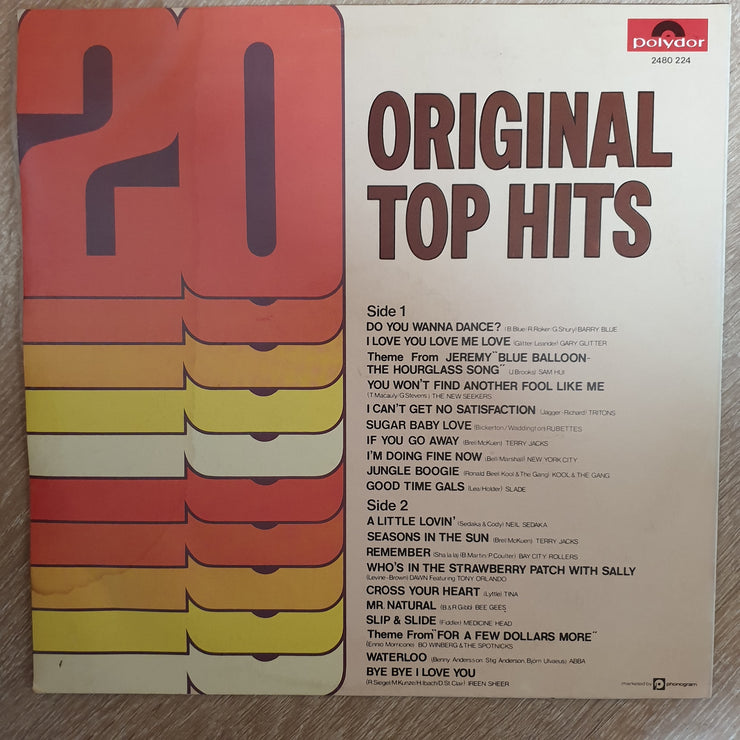 20
polydor
2480 224
ORIGINAL
TOP HITS
Side 1
DO YOU WANNA DANCE? (B.Blue/R.Roker-G.Shury) BARRY BLUE
I LOVE YOU LOVE ME LOVE (Glitter Leander) GARY GLITTER
Theme From JEREMY "BLUE BALLOON-
THE HOURGLASS SONG" (J.Brooks) SAM HUI
YOU WON'T FIND ANOTHER FOOL LIKE ME
(T.Macauly/G.Stevens) THE NEW SEEKERS
I CAN'T GET NO SATISFACTION (Jagger-Richard) TRITONS
SUGAR BABY LOVE (Bickerton/Waddington) RUBETTES
IF YOU GO AWAY (Brel/McKuen) TERRY JACKS
I'M DOING FINE NOW (Bell/Marshall) NEW YORK CITY
JUNGLE BOOGIE (Ronald Bell Kool & The Gang) KOOL & THE GANG
GOOD TIME GALS (Lea/Holder) SLADE
Side 2
A LITTLE LOVIN' (Sedaka & Cody) NEIL SEDAKA
SEASONS IN THE SUN (Brel/McKuen) TERRY JACKS
REMEMBER (Sha la la) (B.Martin/P.Coulter) BAY CITY ROLLERS
WHO'S IN THE STRAWBERRY PATCH WITH SALLY
(Levine-Brown) DAWN Featuring TONY ORLANDO
CROSS YOUR HEART (Lyttle) TINA
MR. NATURAL (B.& R.Gibb) BEE GEES
SLIP & SLIDE (Fiddler) MEDICINE HEAD
Theme From "FOR A FEW DOLLARS MORE"
(Ennio Morricone) BO WINBERG & THE SPOTNICKS
WATERLOO (Benny Andersson. Stig Anderson. Björn Ulvaeus) ABBA
BYE BYE I LOVE YOU
(R.Siegel/M.Kunze/H.Ibach/D.St.Clair) IREEN SHEER
marketed by phonogram